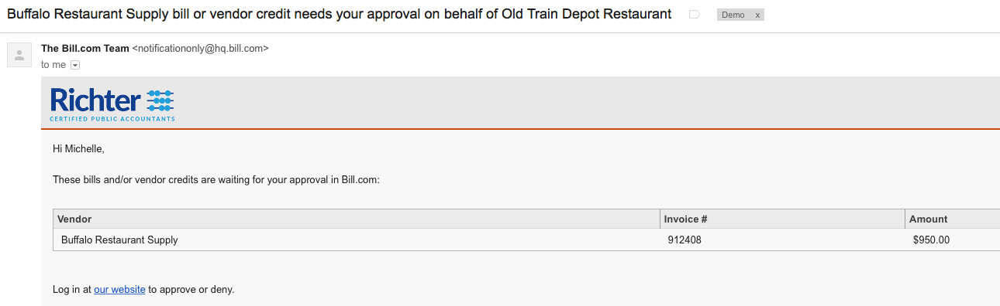 Buffalo Restaurant Supply bill or vendor credit needs your approval on behalf of Old Train Depot Restaurant Demo x
The Bill.com Team <notificationonly@hq.bill.com>
to me
Richter
CERTIFIED PUBLIC ACCOUNTANTS
Hi Michelle,
These bills and/or vendor credits are waiting for your approval in Bill.com:
Vendor Invoice # Amount
Buffalo Restaurant Supply 912408 $950.00
Log in at our website to approve or deny.